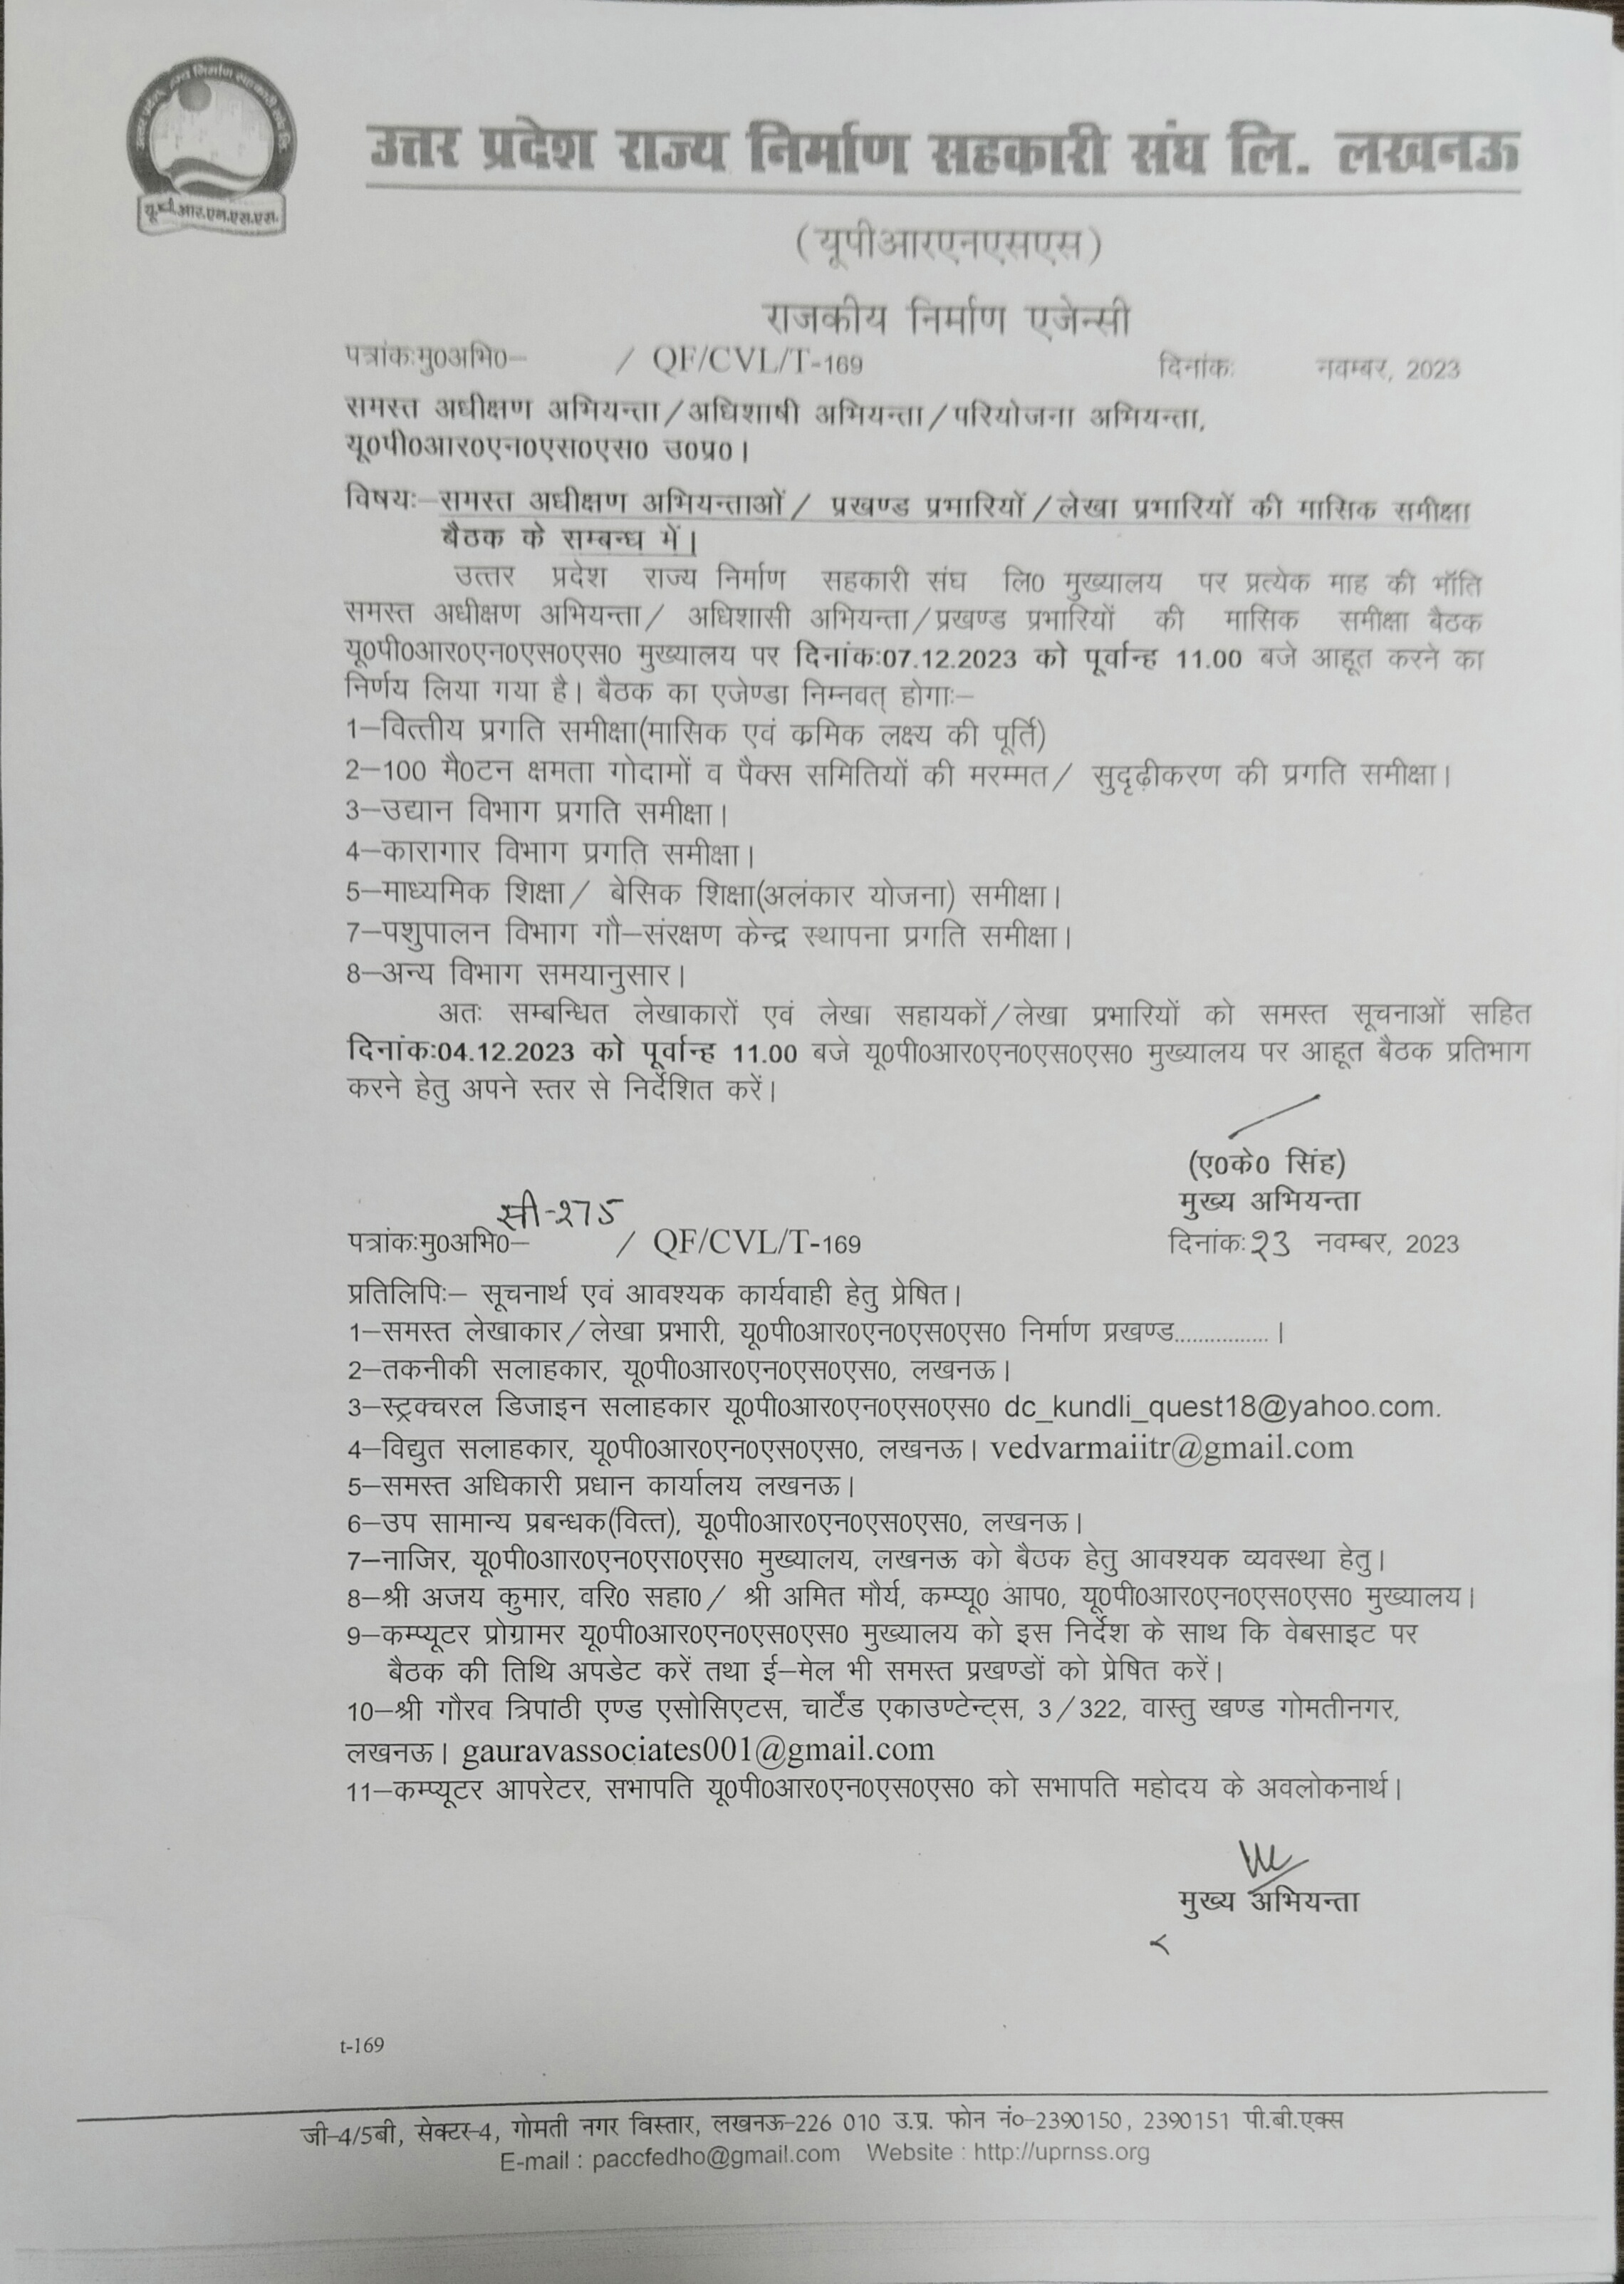 यू.पी.आर.एन.एस.एस.
उत्तर प्रदेश राज्य निर्माण सहकारी संघ लि. लखनऊ
(यूपीआरएनएसएस)
राजकीय निर्माण एजेन्सी
पत्रांकःमु0अभि0— / QF/CVL/T-169 दिनांकः नवम्बर, 2023
समस्त अधीक्षण अभियन्ता/अधिशाषी अभियन्ता/परियोजना अभियन्ता,
यू0पी0आर0एन0एस0एस0 उ0प्र0।
विषयः—समस्त अधीक्षण अभियन्ताओं/ प्रखण्ड प्रभारियों/लेखा प्रभारियों की मासिक समीक्षा
बैठक के सम्बन्ध में।
उत्तर प्रदेश राज्य निर्माण सहकारी संघ लि0 मुख्यालय पर प्रत्येक माह की भॉति
समस्त अधीक्षण अभियन्ता/ अधिशासी अभियन्ता/प्रखण्ड प्रभारियों की मासिक समीक्षा बैठक
यू0पी0आर0एन0एस0एस0 मुख्यालय पर दिनांक:07.12.2023 को पूर्वान्ह 11.00 बजे आहूत करने का
निर्णय लिया गया है। बैठक का एजेण्डा निम्नवत् होगाः—
1—वित्तीय प्रगति समीक्षा(मासिक एवं क्रमिक लक्ष्य की पूर्ति)
2—100 मै0टन क्षमता गोदामों व पैक्स समितियों की मरम्मत/ सुदृढ़ीकरण की प्रगति समीक्षा।
3—उद्यान विभाग प्रगति समीक्षा।
4—कारागार विभाग प्रगति समीक्षा।
5—माध्यमिक शिक्षा/ बेसिक शिक्षा(अलंकार योजना) समीक्षा।
7—पशुपालन विभाग गौ—संरक्षण केन्द्र स्थापना प्रगति समीक्षा।
8—अन्य विभाग समयानुसार।
अतः सम्बन्धित लेखाकारों एवं लेखा सहायकों/लेखा प्रभारियों को समस्त सूचनाओं सहित
दिनांक:04.12.2023 को पूर्वान्ह 11.00 बजे यू0पी0आर0एन0एस0एस0 मुख्यालय पर आहूत बैठक प्रतिभाग
करने हेतु अपने स्तर से निर्देशित करें।
(ए0के0 सिंह)
मुख्य अभियन्ता
पत्रांकःमु0अभि0— सी-275 / QF/CVL/T-169 दिनांकः 23 नवम्बर, 2023
प्रतिलिपिः— सूचनार्थ एवं आवश्यक कार्यवाही हेतु प्रेषित।
1—समस्त लेखाकार/लेखा प्रभारी, यू0पी0आर0एन0एस0एस0 निर्माण प्रखण्ड................।
2—तकनीकी सलाहकार, यू0पी0आर0एन0एस0एस0, लखनऊ।
3—स्ट्रक्चरल डिजाइन सलाहकार यू0पी0आर0एन0एस0एस0 dc_kundli_quest18@yahoo.com.
4—विद्युत सलाहकार, यू0पी0आर0एन0एस0एस0, लखनऊ। vedvarmaiitr@gmail.com
5—समस्त अधिकारी प्रधान कार्यालय लखनऊ।
6—उप सामान्य प्रबन्धक(वित्त), यू0पी0आर0एन0एस0एस0, लखनऊ।
7—नाजिर, यू0पी0आर0एन0एस0एस0 मुख्यालय, लखनऊ को बैठक हेतु आवश्यक व्यवस्था हेतु।
8—श्री अजय कुमार, वरि0 सहा0/ श्री अमित मौर्य, कम्प्यू0 आप0, यू0पी0आर0एन0एस0एस0 मुख्यालय।
9—कम्प्यूटर प्रोग्रामर यू0पी0आर0एन0एस0एस0 मुख्यालय को इस निर्देश के साथ कि वेबसाइट पर
बैठक की तिथि अपडेट करें तथा ई—मेल भी समस्त प्रखण्डों को प्रेषित करें।
10—श्री गौरव त्रिपाठी एण्ड एसोसिएटस, चार्टेंड एकाउण्टेन्ट्स, 3/322, वास्तु खण्ड गोमतीनगर,
लखनऊ। gauravassociates001@gmail.com
11—कम्प्यूटर आपरेटर, सभापति यू0पी0आर0एन0एस0एस0 को सभापति महोदय के अवलोकनार्थ।
मुख्य अभियन्ता
t-169
जी-4/5बी, सेक्टर-4, गोमती नगर विस्तार, लखनऊ-226 010 उ.प्र. फोन नं०-2390150, 2390151 पी.बी.एक्स
E-mail : paccfedho@gmail.com Website : http://uprnss.org